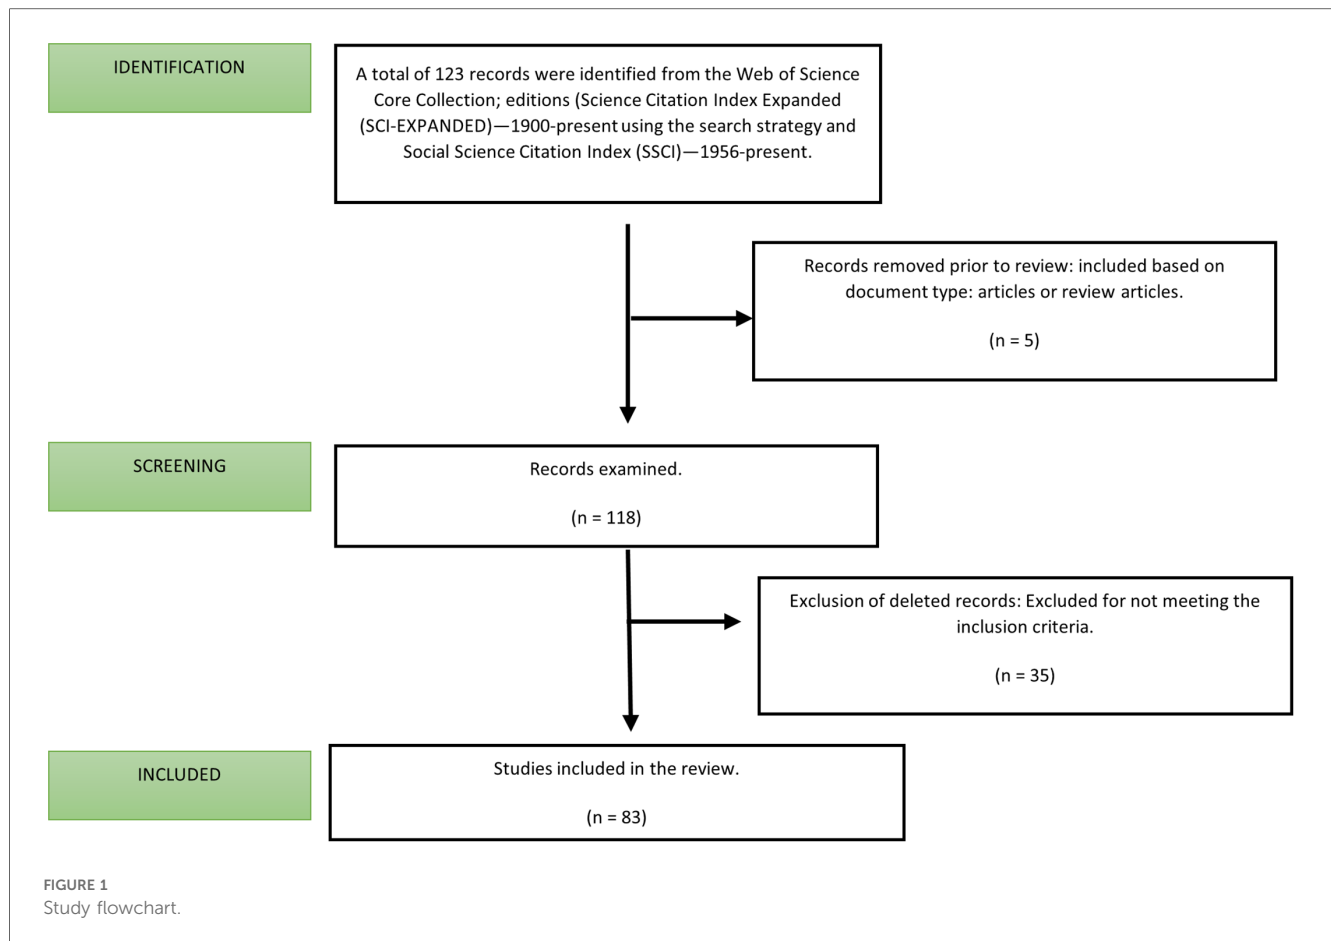 IDENTIFICATION
A total of 123 records were identified from the Web of Science
Core Collection; editions (Science Citation Index Expanded
(SCI-EXPANDED)—1900-present using the search strategy and
Social Science Citation Index (SSCI)—1956-present.
Records removed prior to review: included based on
document type: articles or review articles.
(n = 5)
SCREENING
Records examined.
(n = 118)
Exclusion of deleted records: Excluded for not meeting the
inclusion criteria.
(n = 35)
INCLUDED
Studies included in the review.
(n = 83)
FIGURE 1
Study flowchart.